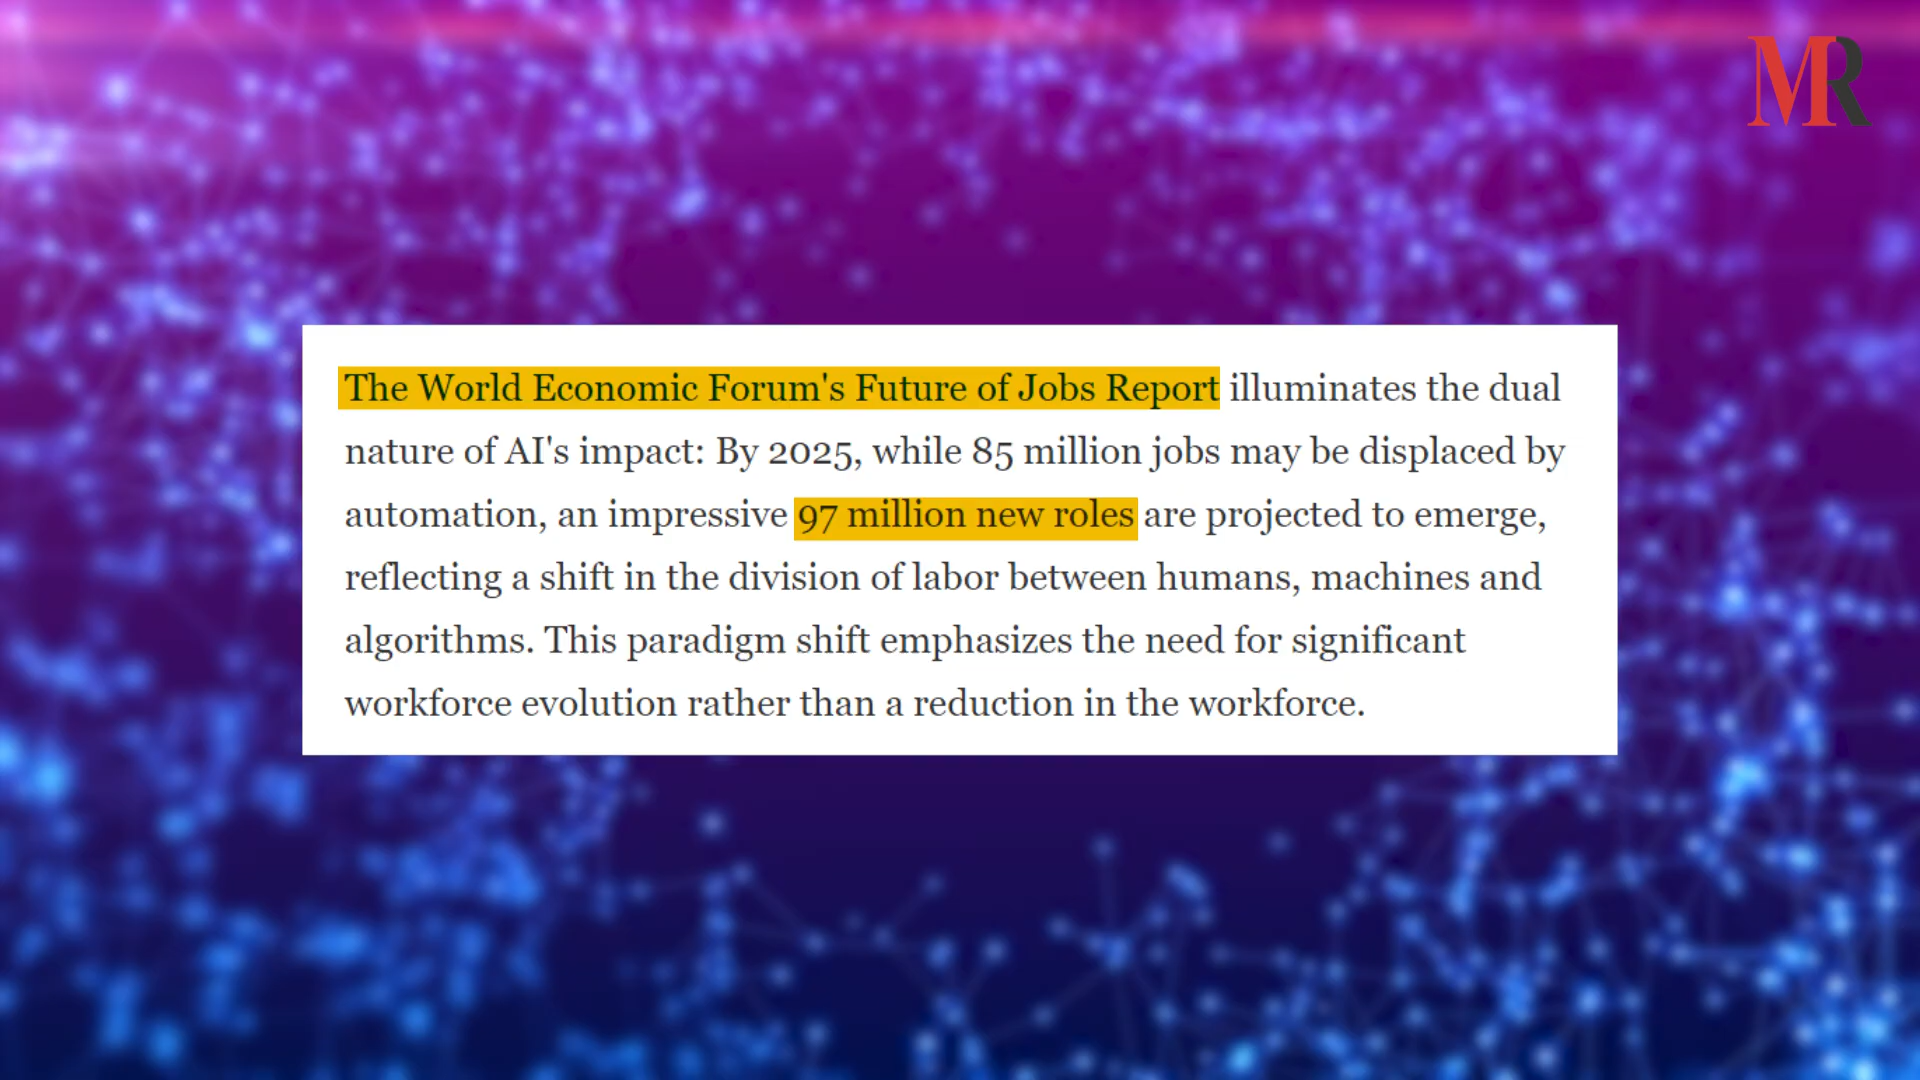 MR
The World Economic Forum's Future of Jobs Report illuminates the dual
nature of AI's impact: By 2025, while 85 million jobs may be displaced by
automation, an impressive 97 million new roles are projected to emerge,
reflecting a shift in the division of labor between humans, machines and
algorithms. This paradigm shift emphasizes the need for significant
workforce evolution rather than a reduction in the workforce.